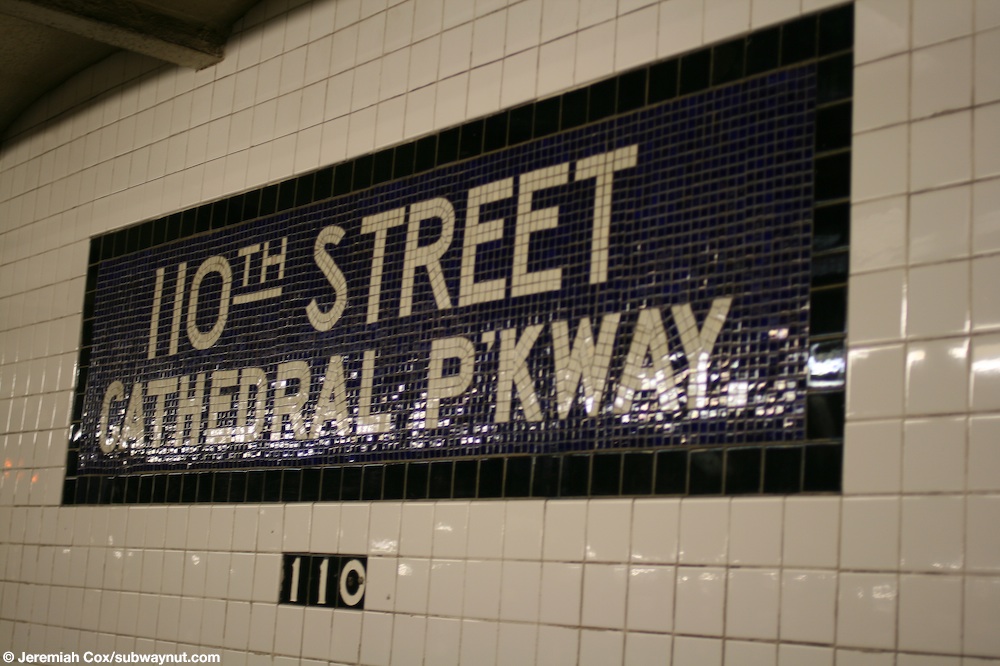 110TH STREET
CATHEDRAL P'KWAY
110
© Jeremiah Cox/subwaynut.com